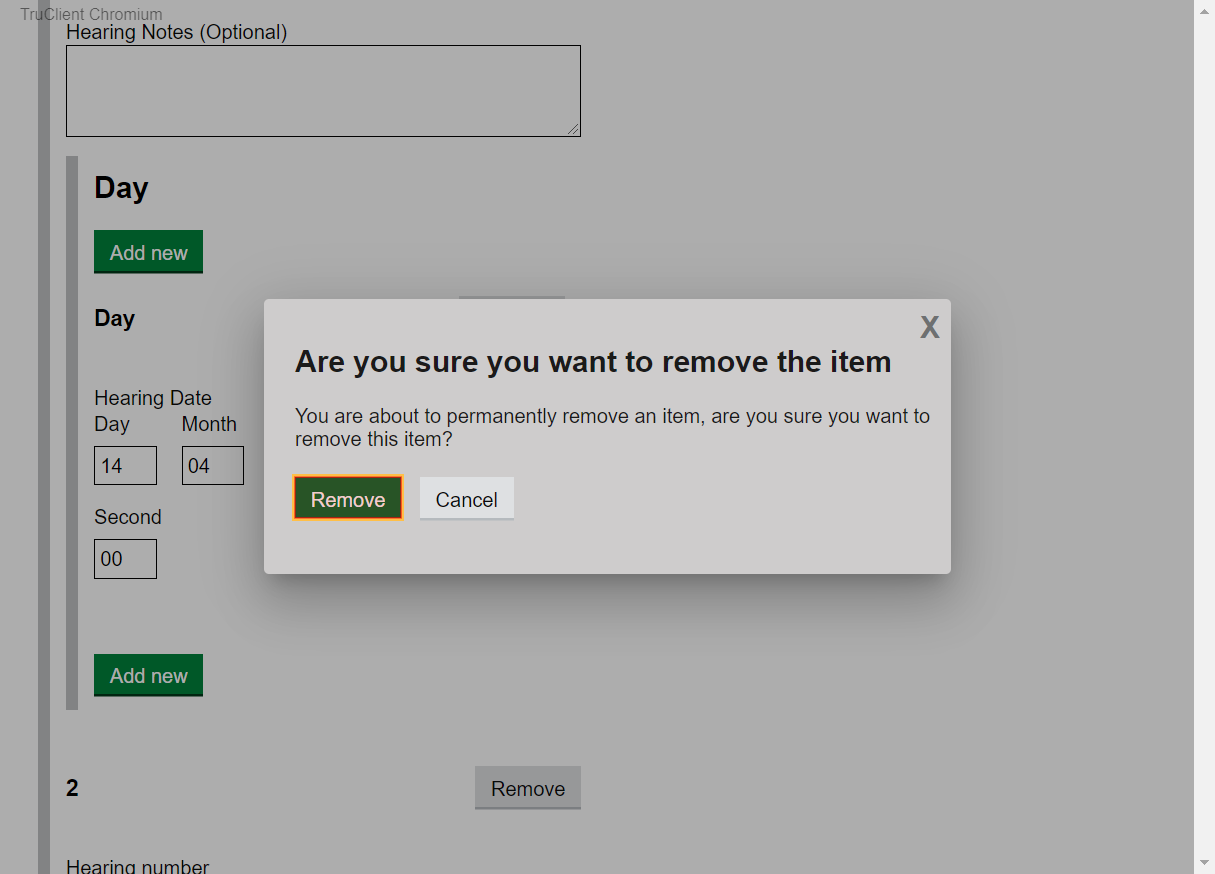 TruClient Chromium
Hearing Notes (Optional)
Day
Add new
Day
X
Are you sure you want to remove the item
You are about to permanently remove an item, are you sure you want to
remove this item?
Remove Cancel
Hearing Date
Day Month
14 04
Second
00
Add new
2 Remove
Hearing number